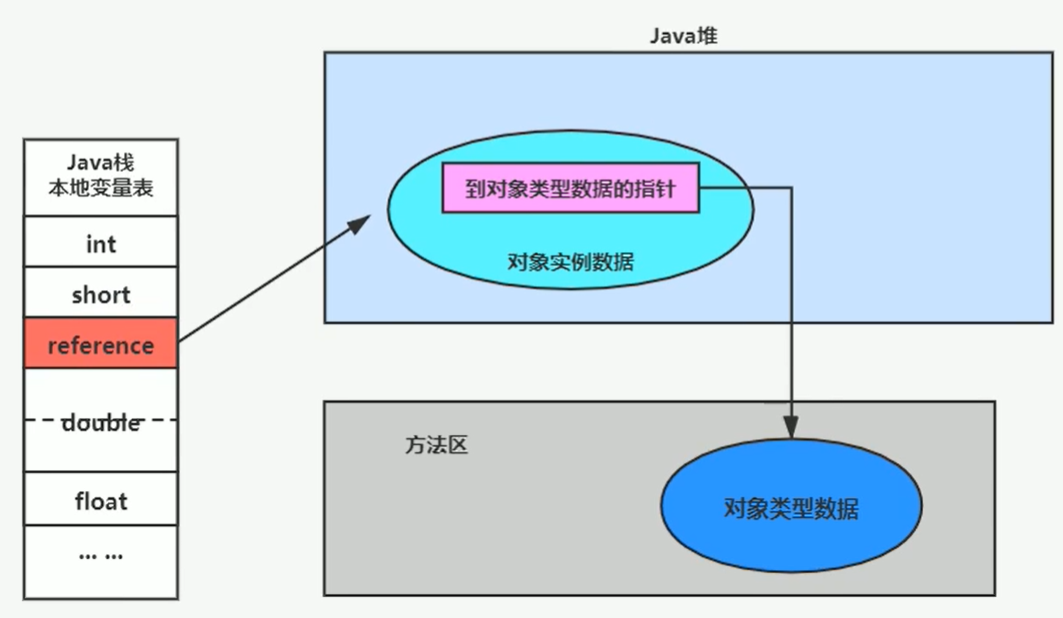 Java堆
Java栈
本地变量表
int
short
reference
double
float
... ...
到对象类型数据的指针
对象实例数据
方法区
对象类型数据